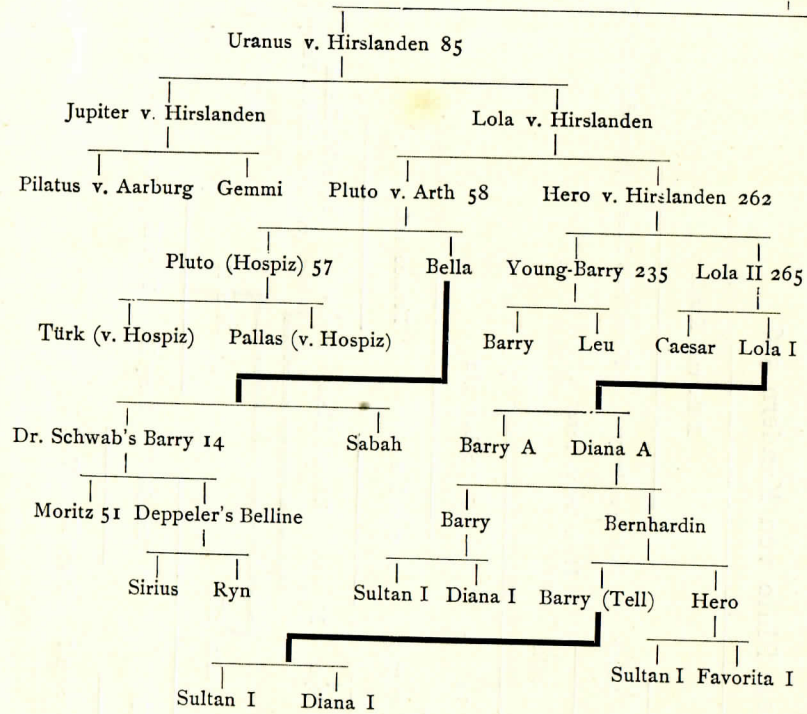 Uranus v. Hirslanden 85
Jupiter v. Hirslanden Lola v. Hirslanden
Pilatus v. Aarburg Gemmi Pluto v. Arth 58 Hero v. Hirslanden 262
Pluto (Hospiz) 57 Bella Young-Barry 235 Lola II 265
Türk (v. Hospiz) Pallas (v. Hospiz) Barry Leu Caesar Lola I
Dr. Schwab's Barry 14 Sabah Barry A Diana A
Moritz 51 Deppeler's Belline Barry Bernhardin
Sirius Ryn Sultan I Diana I Barry (Tell) Hero
Sultan I Diana I Sultan I Favorita I